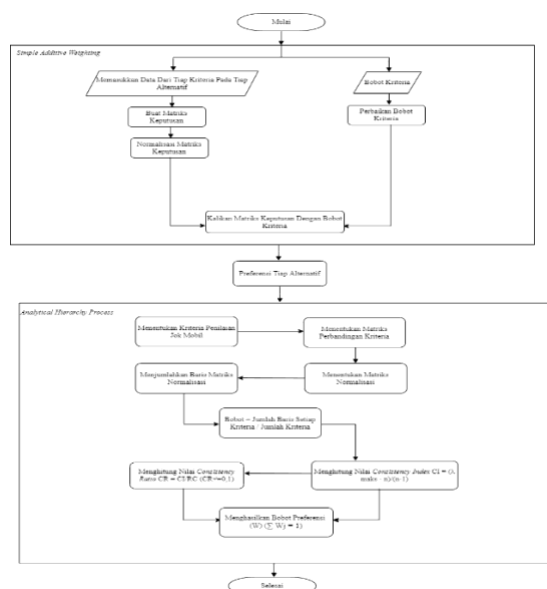 Mulai
Simple Additive Weighting
Memasukkan Data Dari Tiap Kriteria Pada Tiap
Alternatif
Bobot Kriteria
Buat Matriks
Keputusan
Perbaikan Bobot
Kriteria
Normalisasi Matriks
Keputusan
Kalikan Matriks Keputusan Dengan Bobot
Kriteria
Preferensi Tiap Alternatif
Analytical Hierarchy Process
Menentukan Kriteria Penilaian
Jok Mobil
Menentukan Matriks
Perbandingan Kriteria
Menjumlahkan Baris Matriks
Normalisasi
Menentukan Matriks
Normalisasi
Bobot = Jumlah Baris Setiap
Kriteria / Jumlah Kriteria
Menghitung Nilai Consistency
Ratio CR = CI/RC (CR<=0,1)
Menghitung Nilai Consistency Index CI = (λ
maks - n)/(n-1)
Menghasilkan Bobot Preferensi
(W) (∑ W) = 1)
Selesai